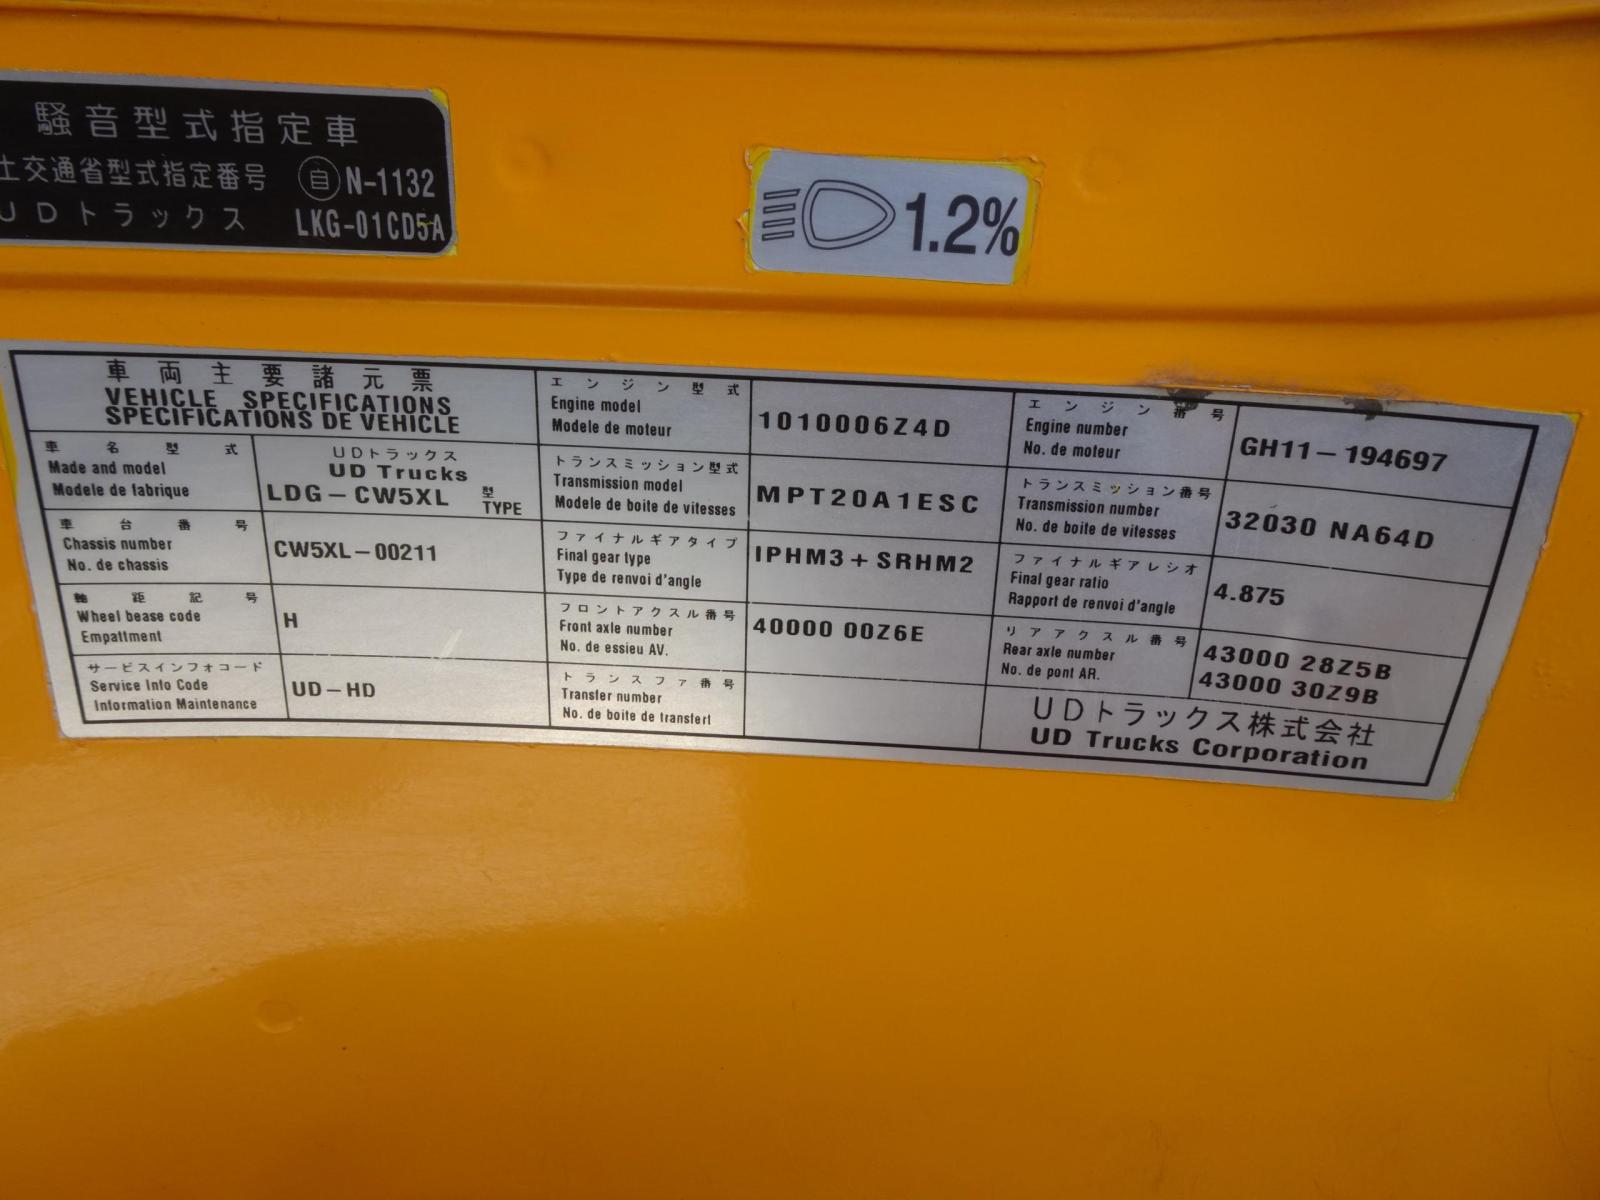 騒音型式指定車
土交通省型式指定番号 自 N-1132
UDトラックス LKG-01CD5A
1.2%
車両主要諸元票
VEHICLE SPECIFICATIONS
SPECIFICATIONS DE VEHICLE
車名型式
Made and model
Modele de fabrique
UDトラックス
UD Trucks
LDG-CW5XL 型 TYPE
車台番号
Chassis number
No. de chassis
CW5XL-00211
軸距記号
Wheel bease code
Empattment
H
サービスインフォコード
Service Info Code
Information Maintenance
UD-HD
エンジン型式
Engine model
Modele de moteur
1010006Z4D
トランスミッション型式
Transmission model
Modele de boite de vitesses
MPT20A1ESC
ファイナルギアタイプ
Final gear type
Type de renvoi d'angle
IPHM3+SRHM2
フロントアクスル番号
Front axle number
No. de essieu AV.
40000 00Z6E
トランスファ番号
Transfer number
No. de boite de transfert
エンジン番号
Engine number
No. de moteur
GH11-194697
トランスミッション番号
Transmission number
No. de boite de vitesses
32030 NA64D
ファイナルギアレシオ
Final gear ratio
Rapport de renvoi d'angle
4.875
リアアクスル番号
Rear axle number
No. de pont AR.
43000 28Z5B
43000 30Z9B
UDトラックス株式会社
UD Trucks Corporation